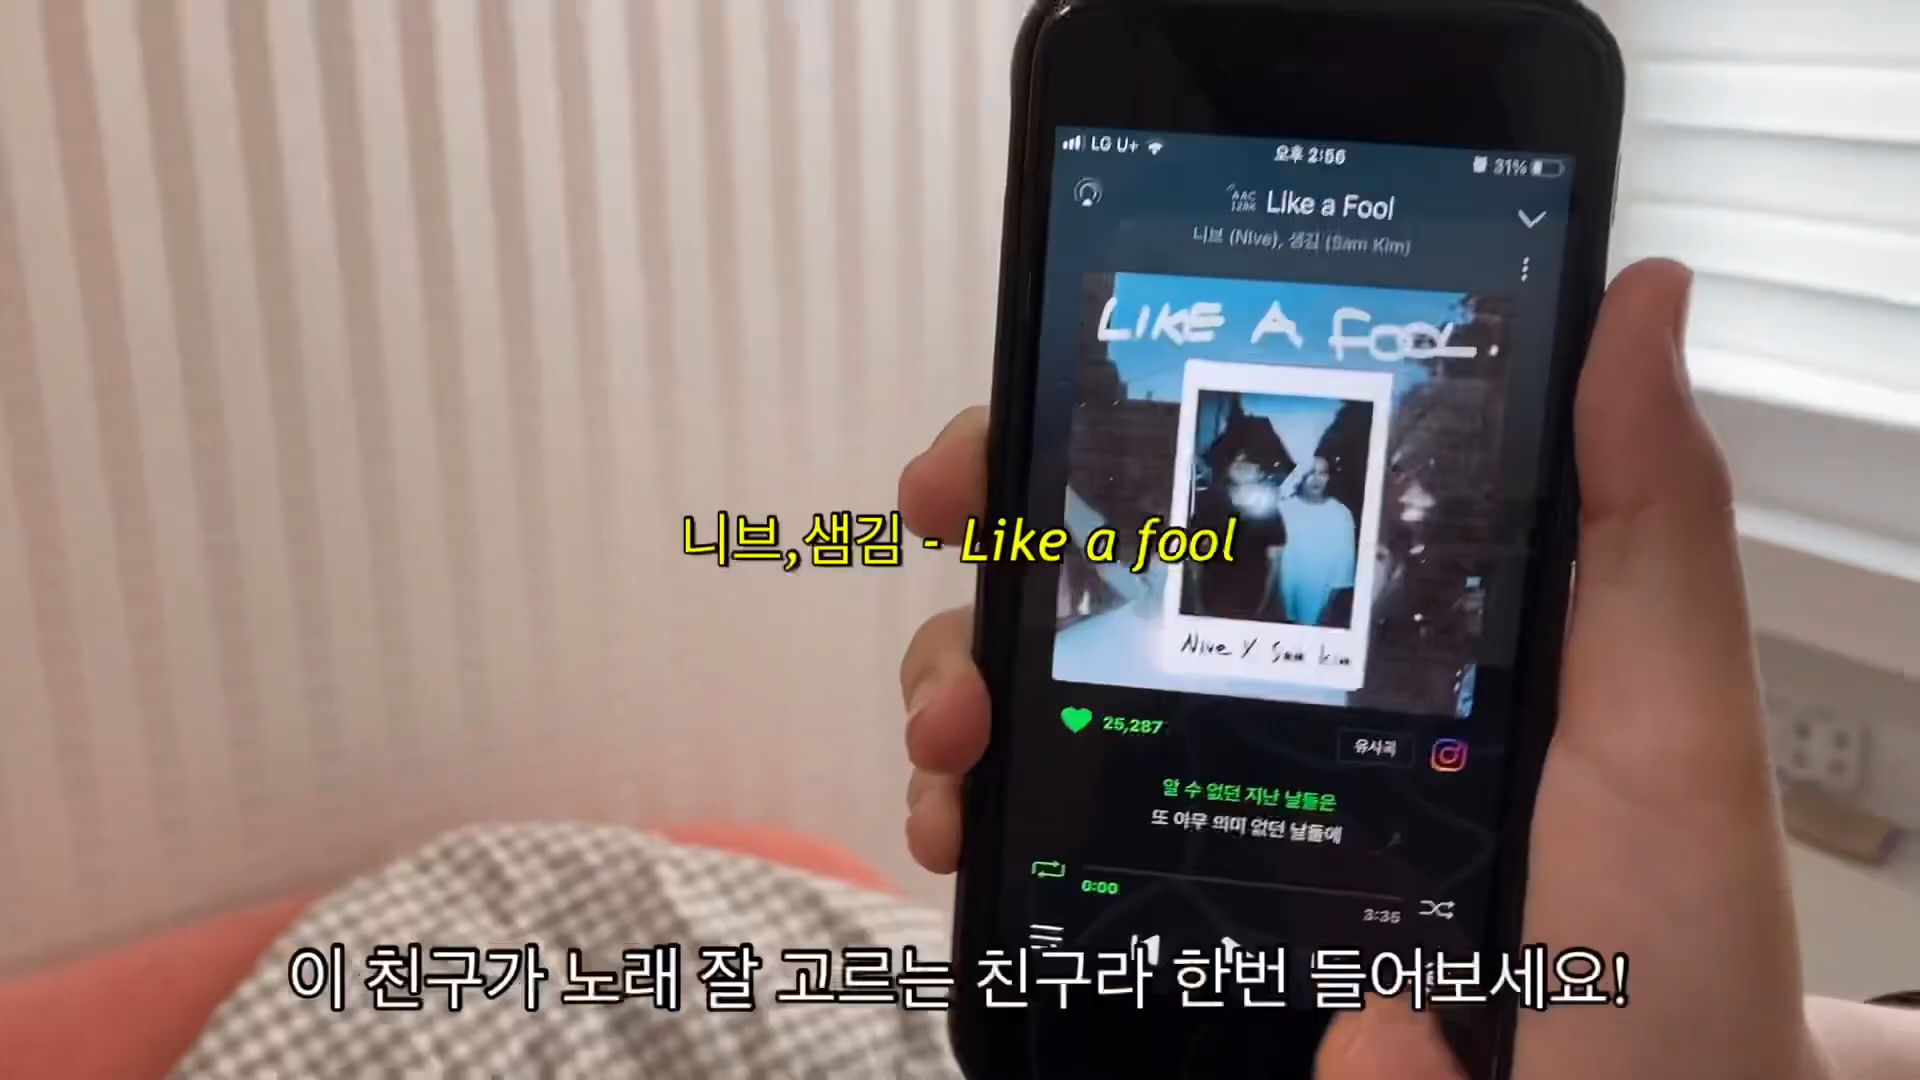 LG U+
오후 2:56
31%
AAC
128K
Like a Fool
니브 (Nive), 샘김 (Sam Kim)
LIKE A FOOL.
니브,샘김 - Like a fool
Nive y Sam kim
25,287
유사곡
알 수 없던 지난 날들은
또 아무 의미 없던 날들에
0:00
3:35
이 친구가 노래 잘 고르는 친구라 한번 들어보세요!